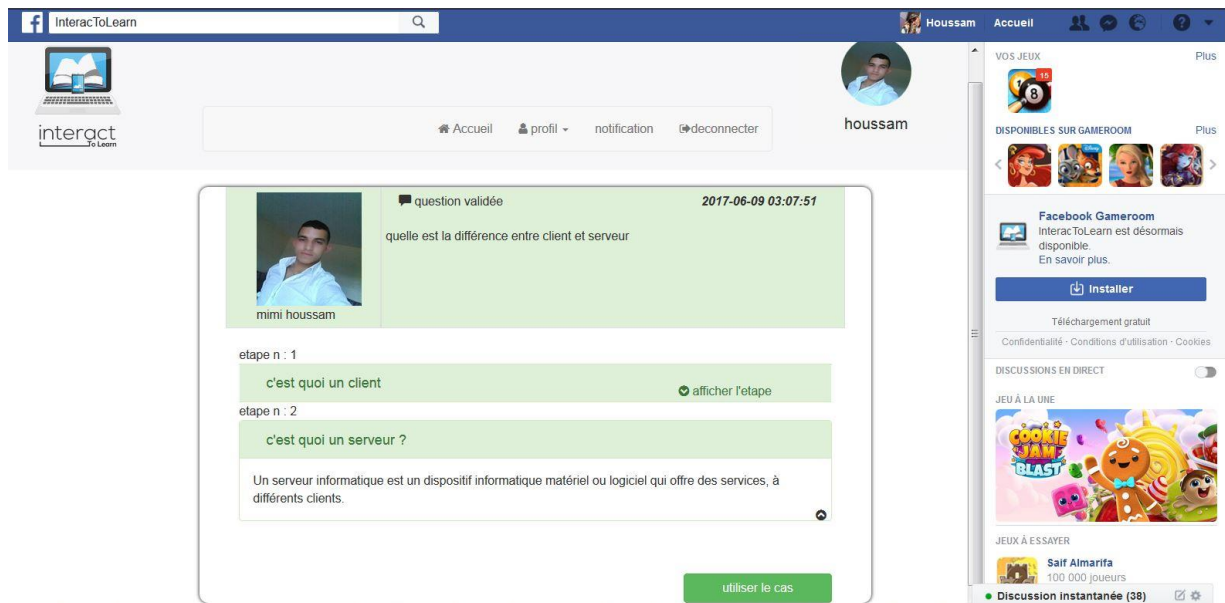 InteracToLearn
Houssam Accueil
interact
To Learn
Accueil profil notification deconnecter
houssam
question validée 2017-06-09 03:07:51
quelle est la différence entre client et serveur
mimi houssam
etape n : 1
c'est quoi un client
afficher l'etape
etape n : 2
c'est quoi un serveur ?
Un serveur informatique est un dispositif informatique matériel ou logiciel qui offre des services, à
différents clients.
utiliser le cas
VOS JEUX Plus
15
8
DISPONIBLES SUR GAMEROOM Plus
Facebook Gameroom
InteracToLearn est désormais
disponible.
En savoir plus.
Installer
Téléchargement gratuit
Confidentialité - Conditions d'utilisation - Cookies
DISCUSSIONS EN DIRECT
JEU À LA UNE
COOKIE
JAM
BLAST
JEUX À ESSAYER
Saif Almarifa
100 000 joueurs
Discussion instantanée (38)